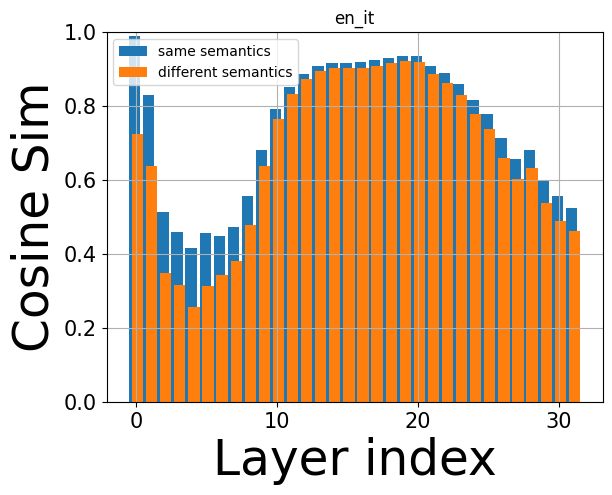 en_it
same semantics
different semantics
Cosine Sim
1.0
0.8
0.6
0.4
0.2
0.0
0 10 20 30
Layer index